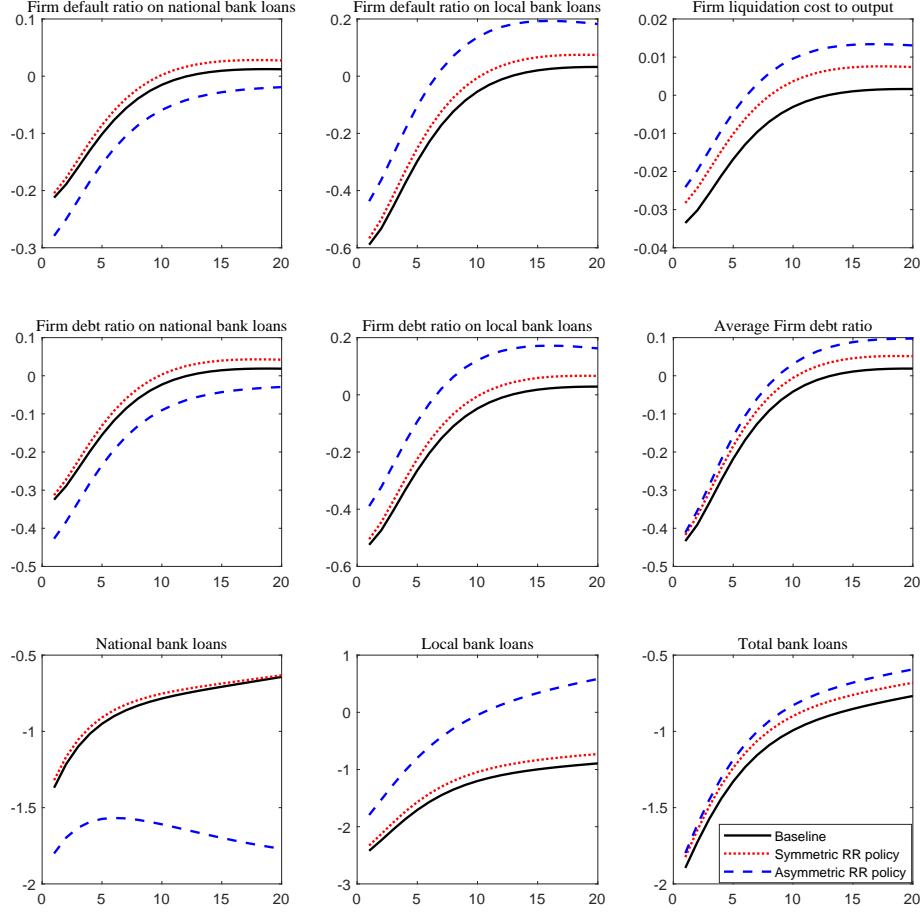 Firm default ratio on national bank loans
0.1
0
-0.1
-0.2
-0.3
0 5 10 15 20
Firm default ratio on local bank loans
0.2
0
-0.2
-0.4
-0.6
0 5 10 15 20
Firm liquidation cost to output
0.02
0.01
0
-0.01
-0.02
-0.03
-0.04
0 5 10 15 20
Firm debt ratio on national bank loans
0.1
0
-0.1
-0.2
-0.3
-0.4
-0.5
0 5 10 15 20
Firm debt ratio on local bank loans
0.2
0
-0.2
-0.4
-0.6
0 5 10 15 20
Average Firm debt ratio
0.1
0
-0.1
-0.2
-0.3
-0.4
-0.5
0 5 10 15 20
National bank loans
-0.5
-1
-1.5
-2
0 5 10 15 20
Local bank loans
1
0
-1
-2
-3
0 5 10 15 20
Total bank loans
-0.5
-1
-1.5
-2
0 5 10 15 20
Baseline
Symmetric RR policy
Asymmetric RR policy